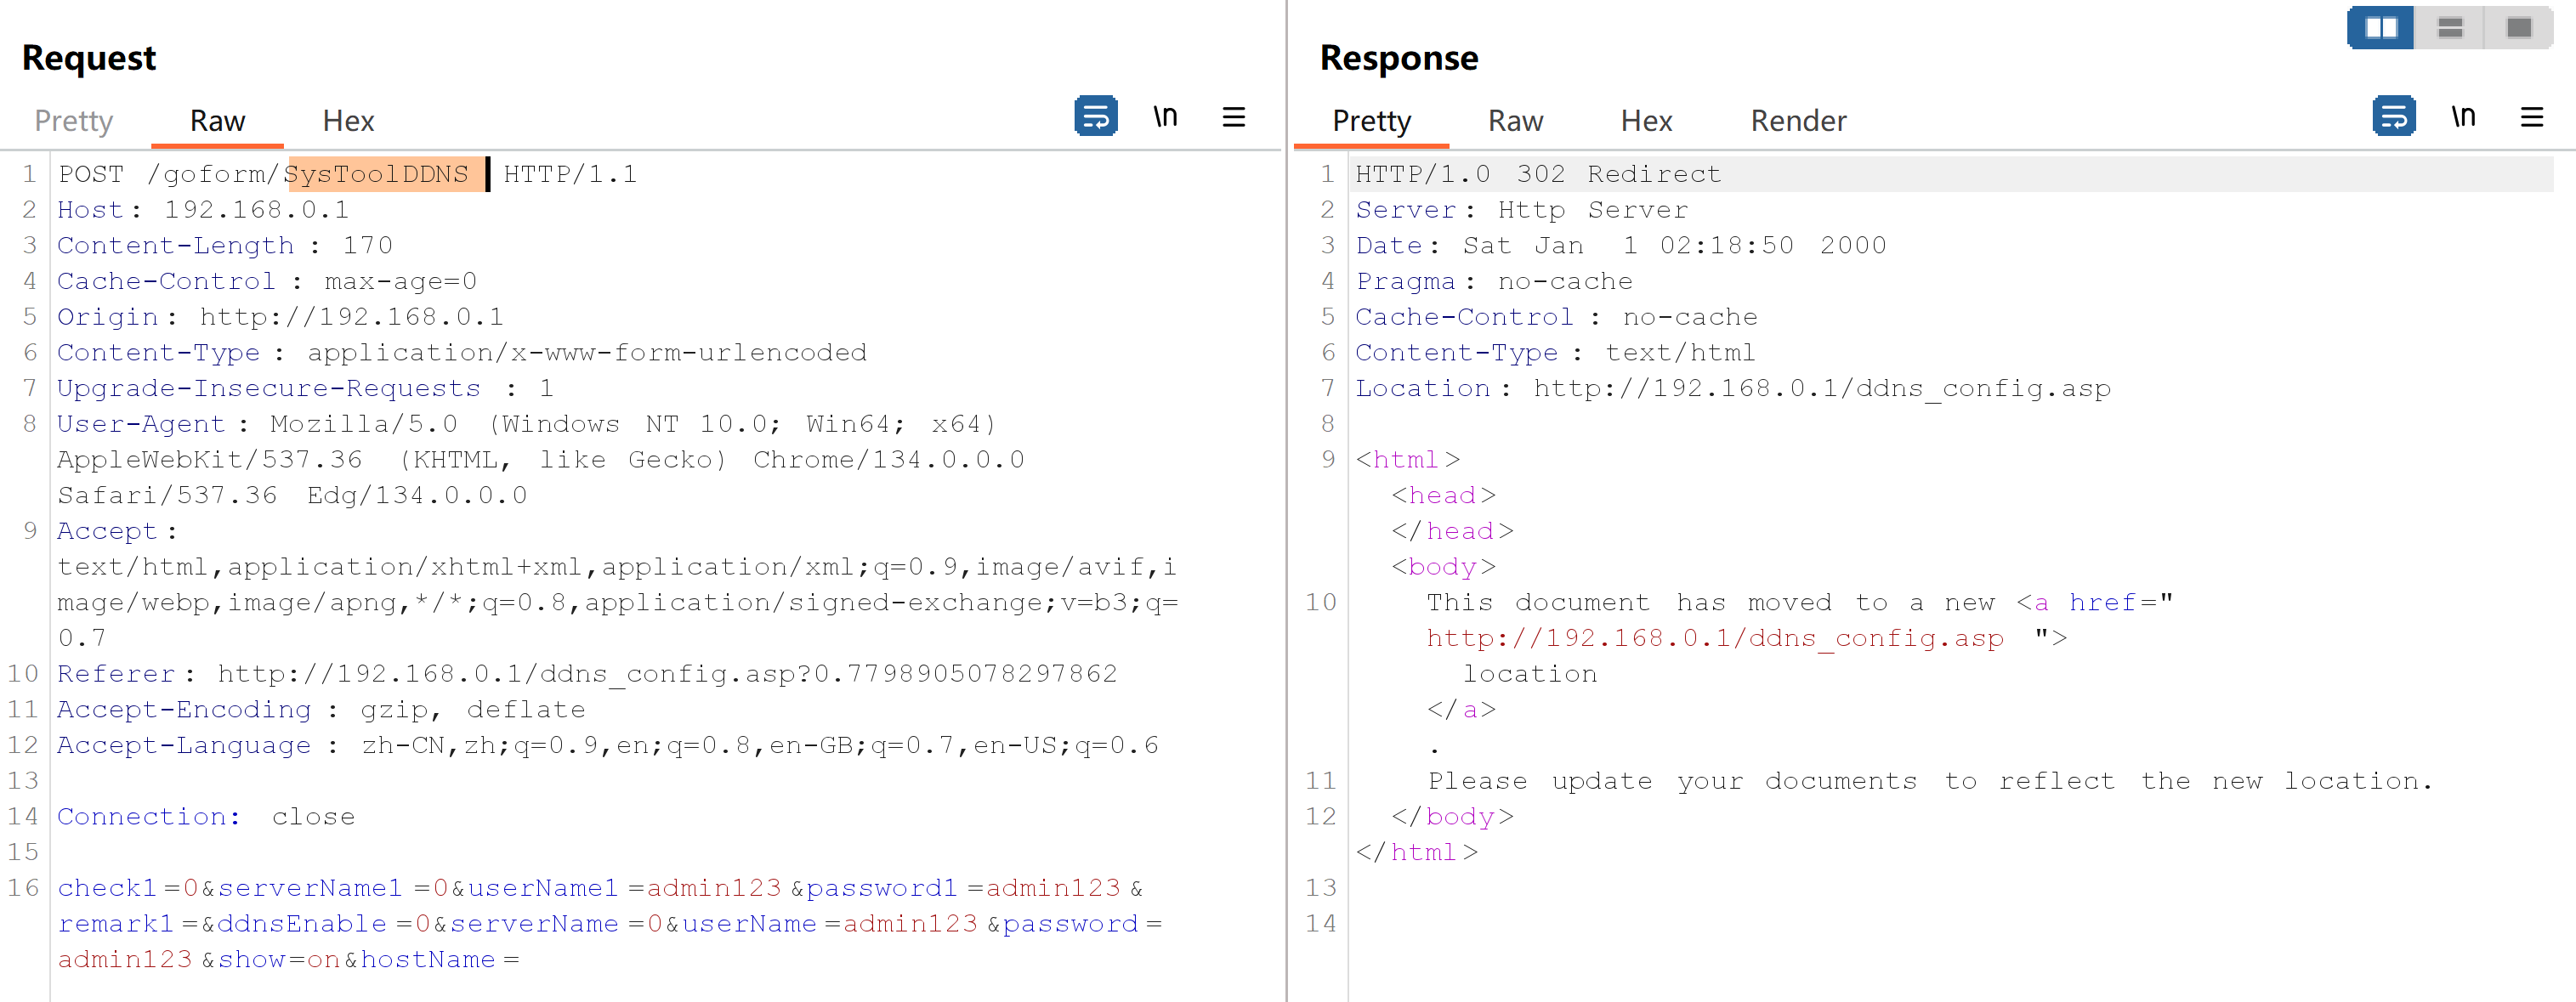 Request
Pretty Raw Hex \n
1 POST /goform/SysToolDDNS HTTP/1.1
2 Host: 192.168.0.1
3 Content-Length: 170
4 Cache-Control: max-age=0
5 Origin: http://192.168.0.1
6 Content-Type: application/x-www-form-urlencoded
7 Upgrade-Insecure-Requests: 1
8 User-Agent: Mozilla/5.0 (Windows NT 10.0; Win64; x64)
AppleWebKit/537.36 (KHTML, like Gecko) Chrome/134.0.0.0
Safari/537.36 Edg/134.0.0.0
9 Accept:
text/html,application/xhtml+xml,application/xml;q=0.9,image/avif,i
mage/webp,image/apng,*/*;q=0.8,application/signed-exchange;v=b3;q=
0.7
10 Referer: http://192.168.0.1/ddns_config.asp?0.7798905078297862
11 Accept-Encoding: gzip, deflate
12 Accept-Language: zh-CN,zh;q=0.9,en;q=0.8,en-GB;q=0.7,en-US;q=0.6
13
14 Connection: close
15
16 check1=0&serverName1=0&userName1=admin123&password1=admin123&
remark1=&ddnsEnable=0&serverName=0&userName=admin123&password=
admin123&show=on&hostName=
Response
Pretty Raw Hex Render \n
1 HTTP/1.0 302 Redirect
2 Server: Http Server
3 Date: Sat Jan 1 02:18:50 2000
4 Pragma: no-cache
5 Cache-Control: no-cache
6 Content-Type: text/html
7 Location: http://192.168.0.1/ddns_config.asp
8
9 <html>
<head>
</head>
<body>
10 This document has moved to a new <a href="
http://192.168.0.1/ddns_config.asp ">
location
</a>
.
11 Please update your documents to reflect the new location.
12 </body>
</html>
13
14